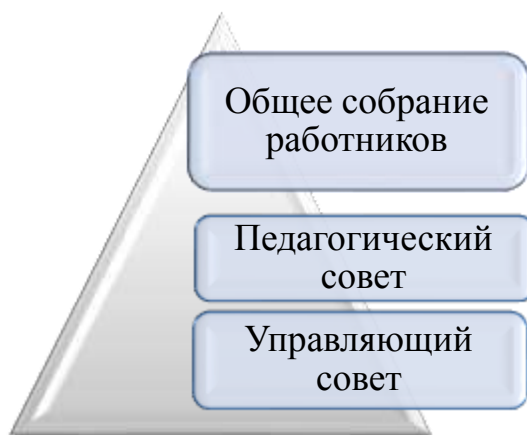 Общее собрание
работников
Педагогический
совет
Управляющий
совет